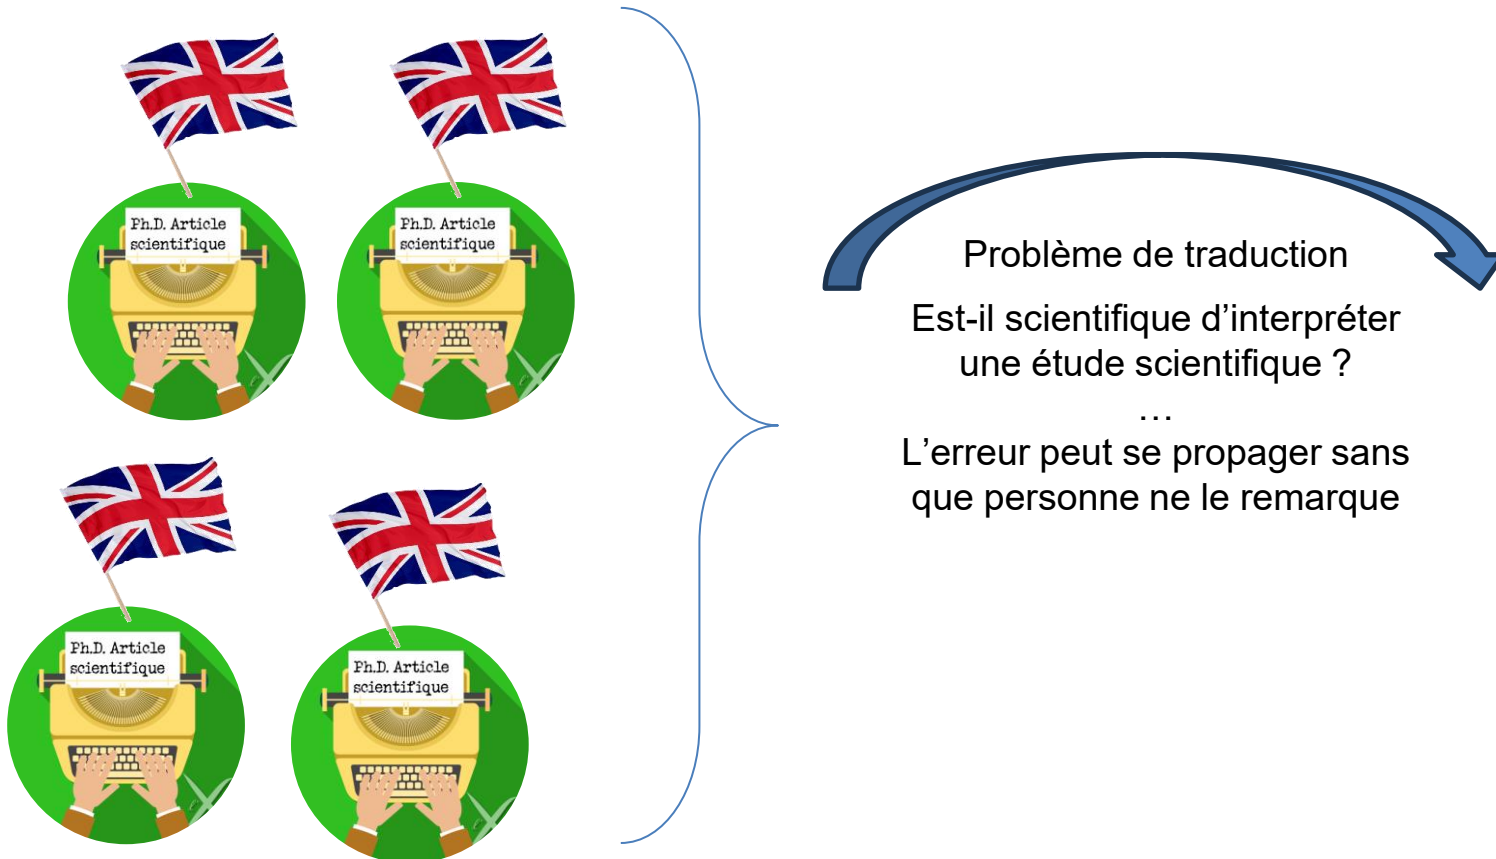 Ph.D. Article
scientifique
Ph.D. Article
scientifique
Ph.D. Article
scientifique
Ph.D. Article
scientifique
Problème de traduction
Est-il scientifique d’interpréter
une étude scientifique ?
…
L’erreur peut se propager sans
que personne ne le remarque